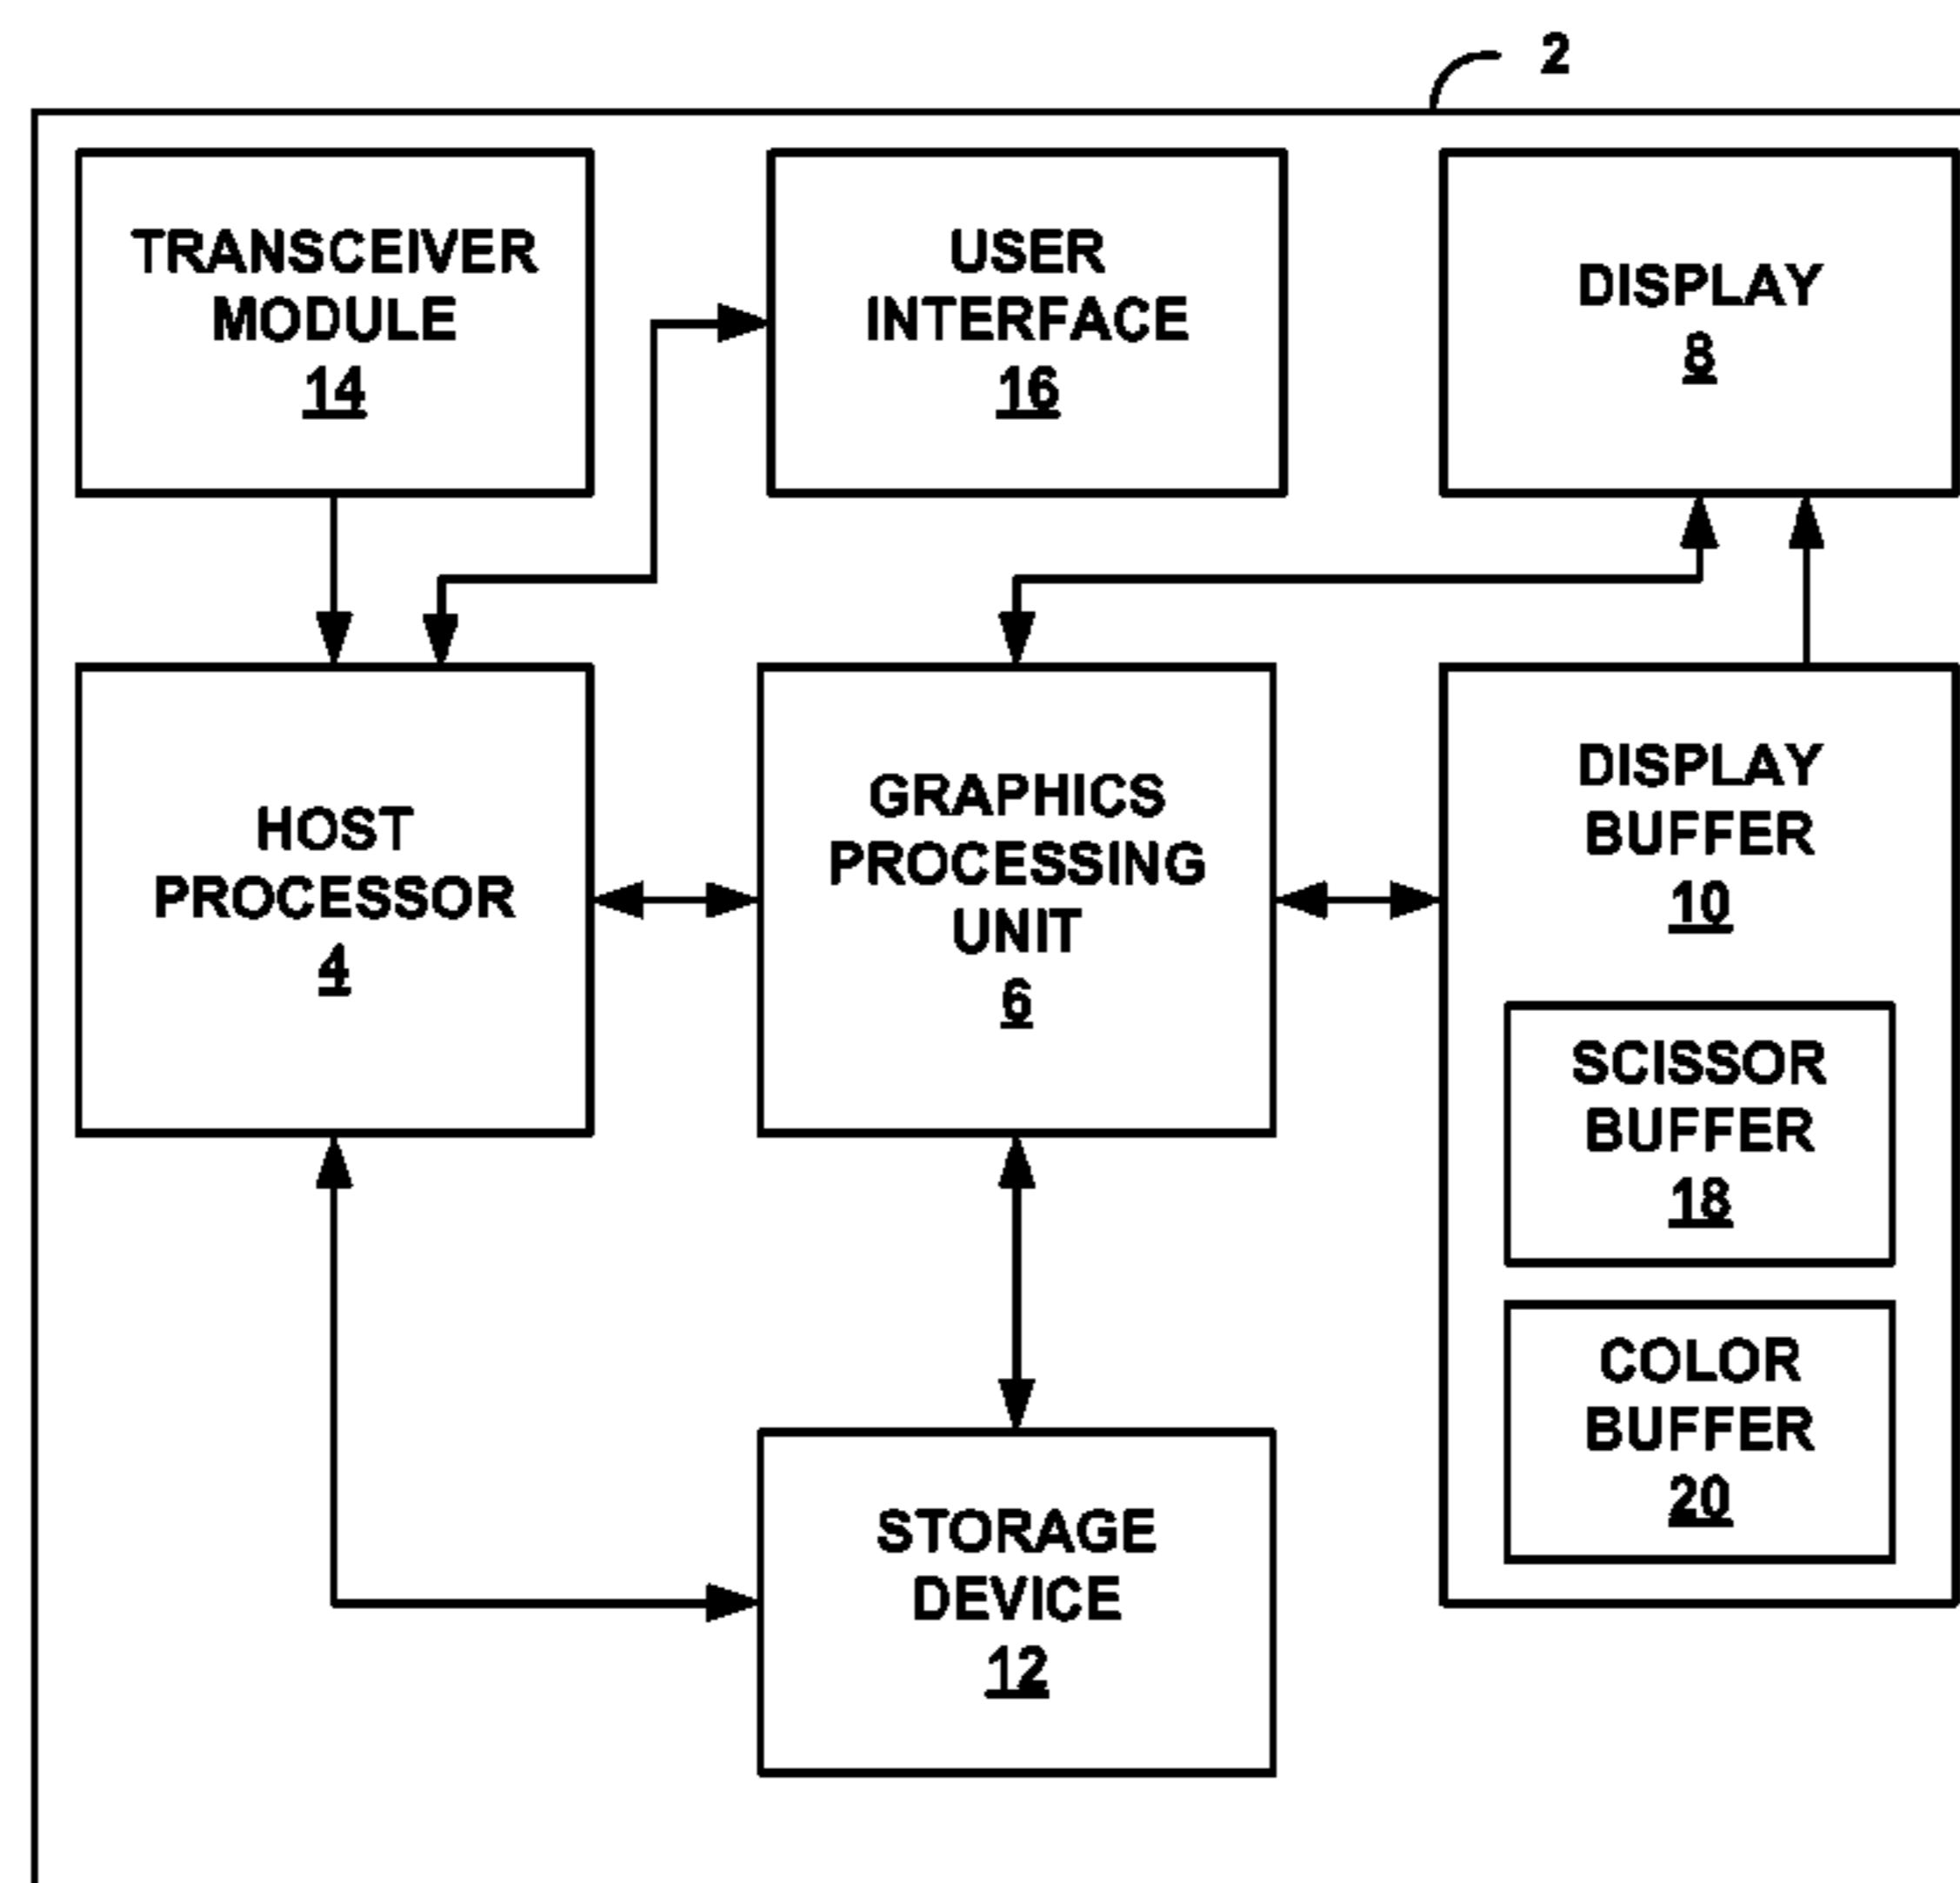 2
TRANSCEIVER
MODULE
14
USER
INTERFACE
16
DISPLAY
8
HOST
PROCESSOR
4
GRAPHICS
PROCESSING
UNIT
6
DISPLAY
BUFFER
10
SCISSOR
BUFFER
18
COLOR
BUFFER
20
STORAGE
DEVICE
12